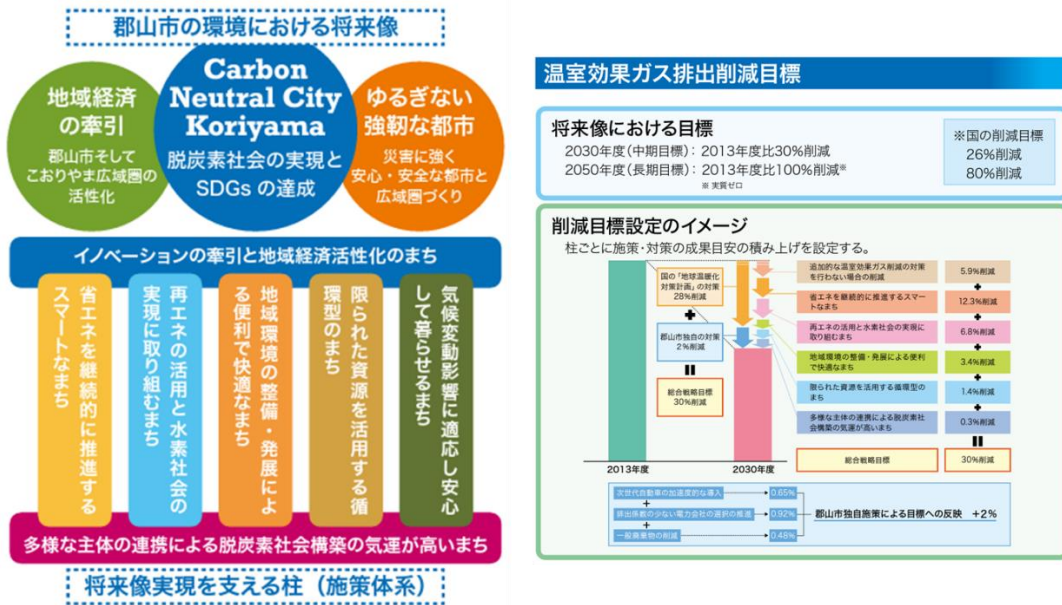 郡山市の環境における将来像
地域経済
の牽引
郡山市そして
こおりやま広域圏の
活性化
Carbon
Neutral City
Koriyama
脱炭素社会の実現と
SDGs の達成
ゆるぎない
強靭な都市
災害に強く
安心・安全な都市と
広域圏づくり
イノベーションの牽引と地域経済活性化のまち
省エネを継続的に推進する
スマートなまち
再エネの活用と水素社会の
実現に取り組むまち
地域環境の整備・発展によ
る便利で快適なまち
限られた資源を活用する循
環型のまち
気候変動影響に適応し安心
して暮らせるまち
多様な主体の連携による脱炭素社会構築の気運が高いまち
将来像実現を支える柱（施策体系）
温室効果ガス排出削減目標
将来像における目標
2030年度(中期目標)：2013年度比30%削減
2050年度(長期目標)：2013年度比100%削減※
※ 実質ゼロ
※国の削減目標
26%削減
80%削減
削減目標設定のイメージ
柱ごとに施策・対策の成果目安の積み上げを設定する。
国の「地球温暖化
対策計画」の対策
28%削減
+
郡山市独自の対策
2%削減
=
総合戦略目標
30%削減
2013年度
2030年度
追加的な温室効果ガス削減の対策
を行わない場合の削減
5.9%削減
+
省エネを継続的に推進するスマー
トなまち
12.3%削減
+
再エネの活用と水素社会の実現に
取り組むまち
6.8%削減
+
地域環境の整備・発展による便利
で快適なまち
3.4%削減
+
限られた資源を活用する循環型の
まち
1.4%削減
+
多様な主体の連携による脱炭素社
会構築の気運が高いまち
0.3%削減
=
総合戦略目標
30%削減
次世代自動車の加速度的な導入
0.65%
+
排出係数の少ない電力会社の選択の推進
0.92%
+
一般廃棄物の削減
0.48%
郡山市独自施策による目標への反映 +2%